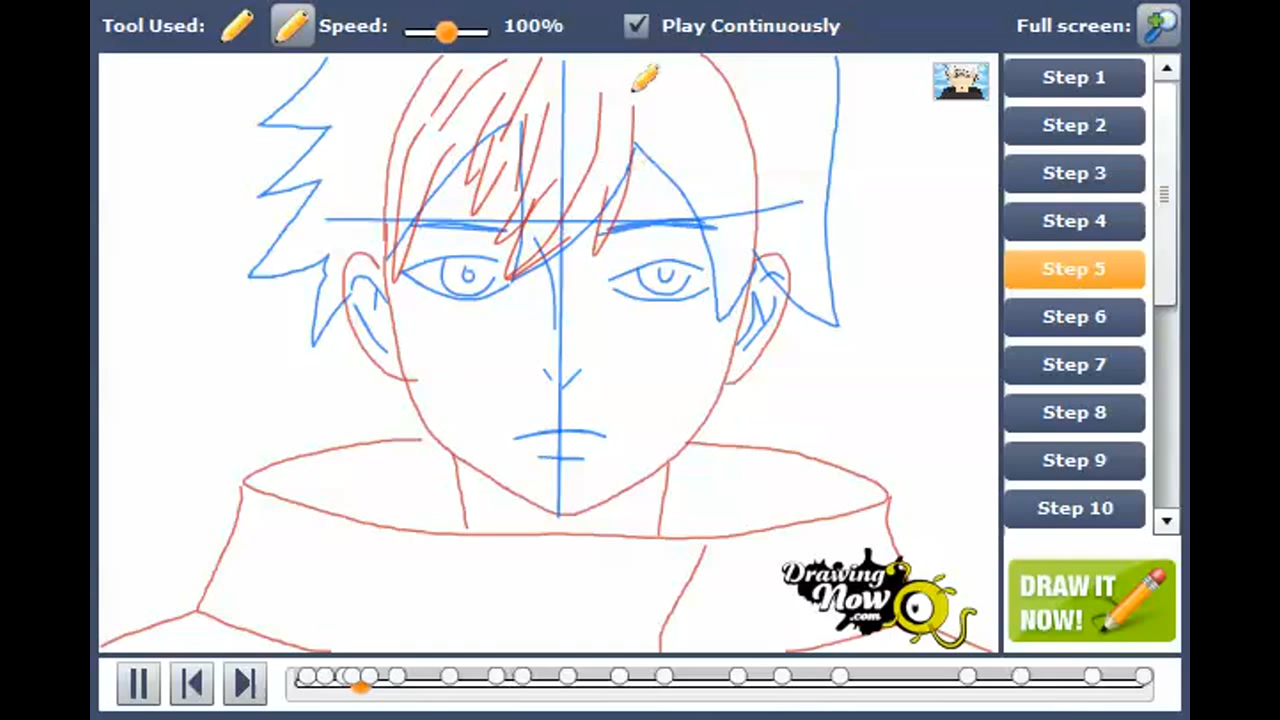 Tool Used: Speed: 100% Play Continuously Full screen:
Step 1
Step 2
Step 3
Step 4
Step 5
Step 6
Step 7
Step 8
Step 9
Step 10
Drawing
Now
.com
DRAW IT
NOW!